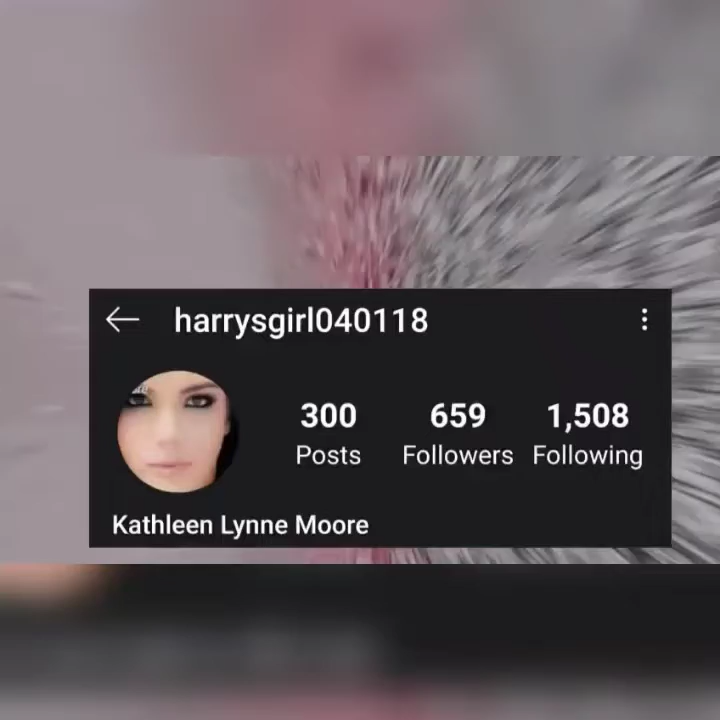 harrysgirl040118
300 659 1,508
Posts Followers Following
Kathleen Lynne Moore